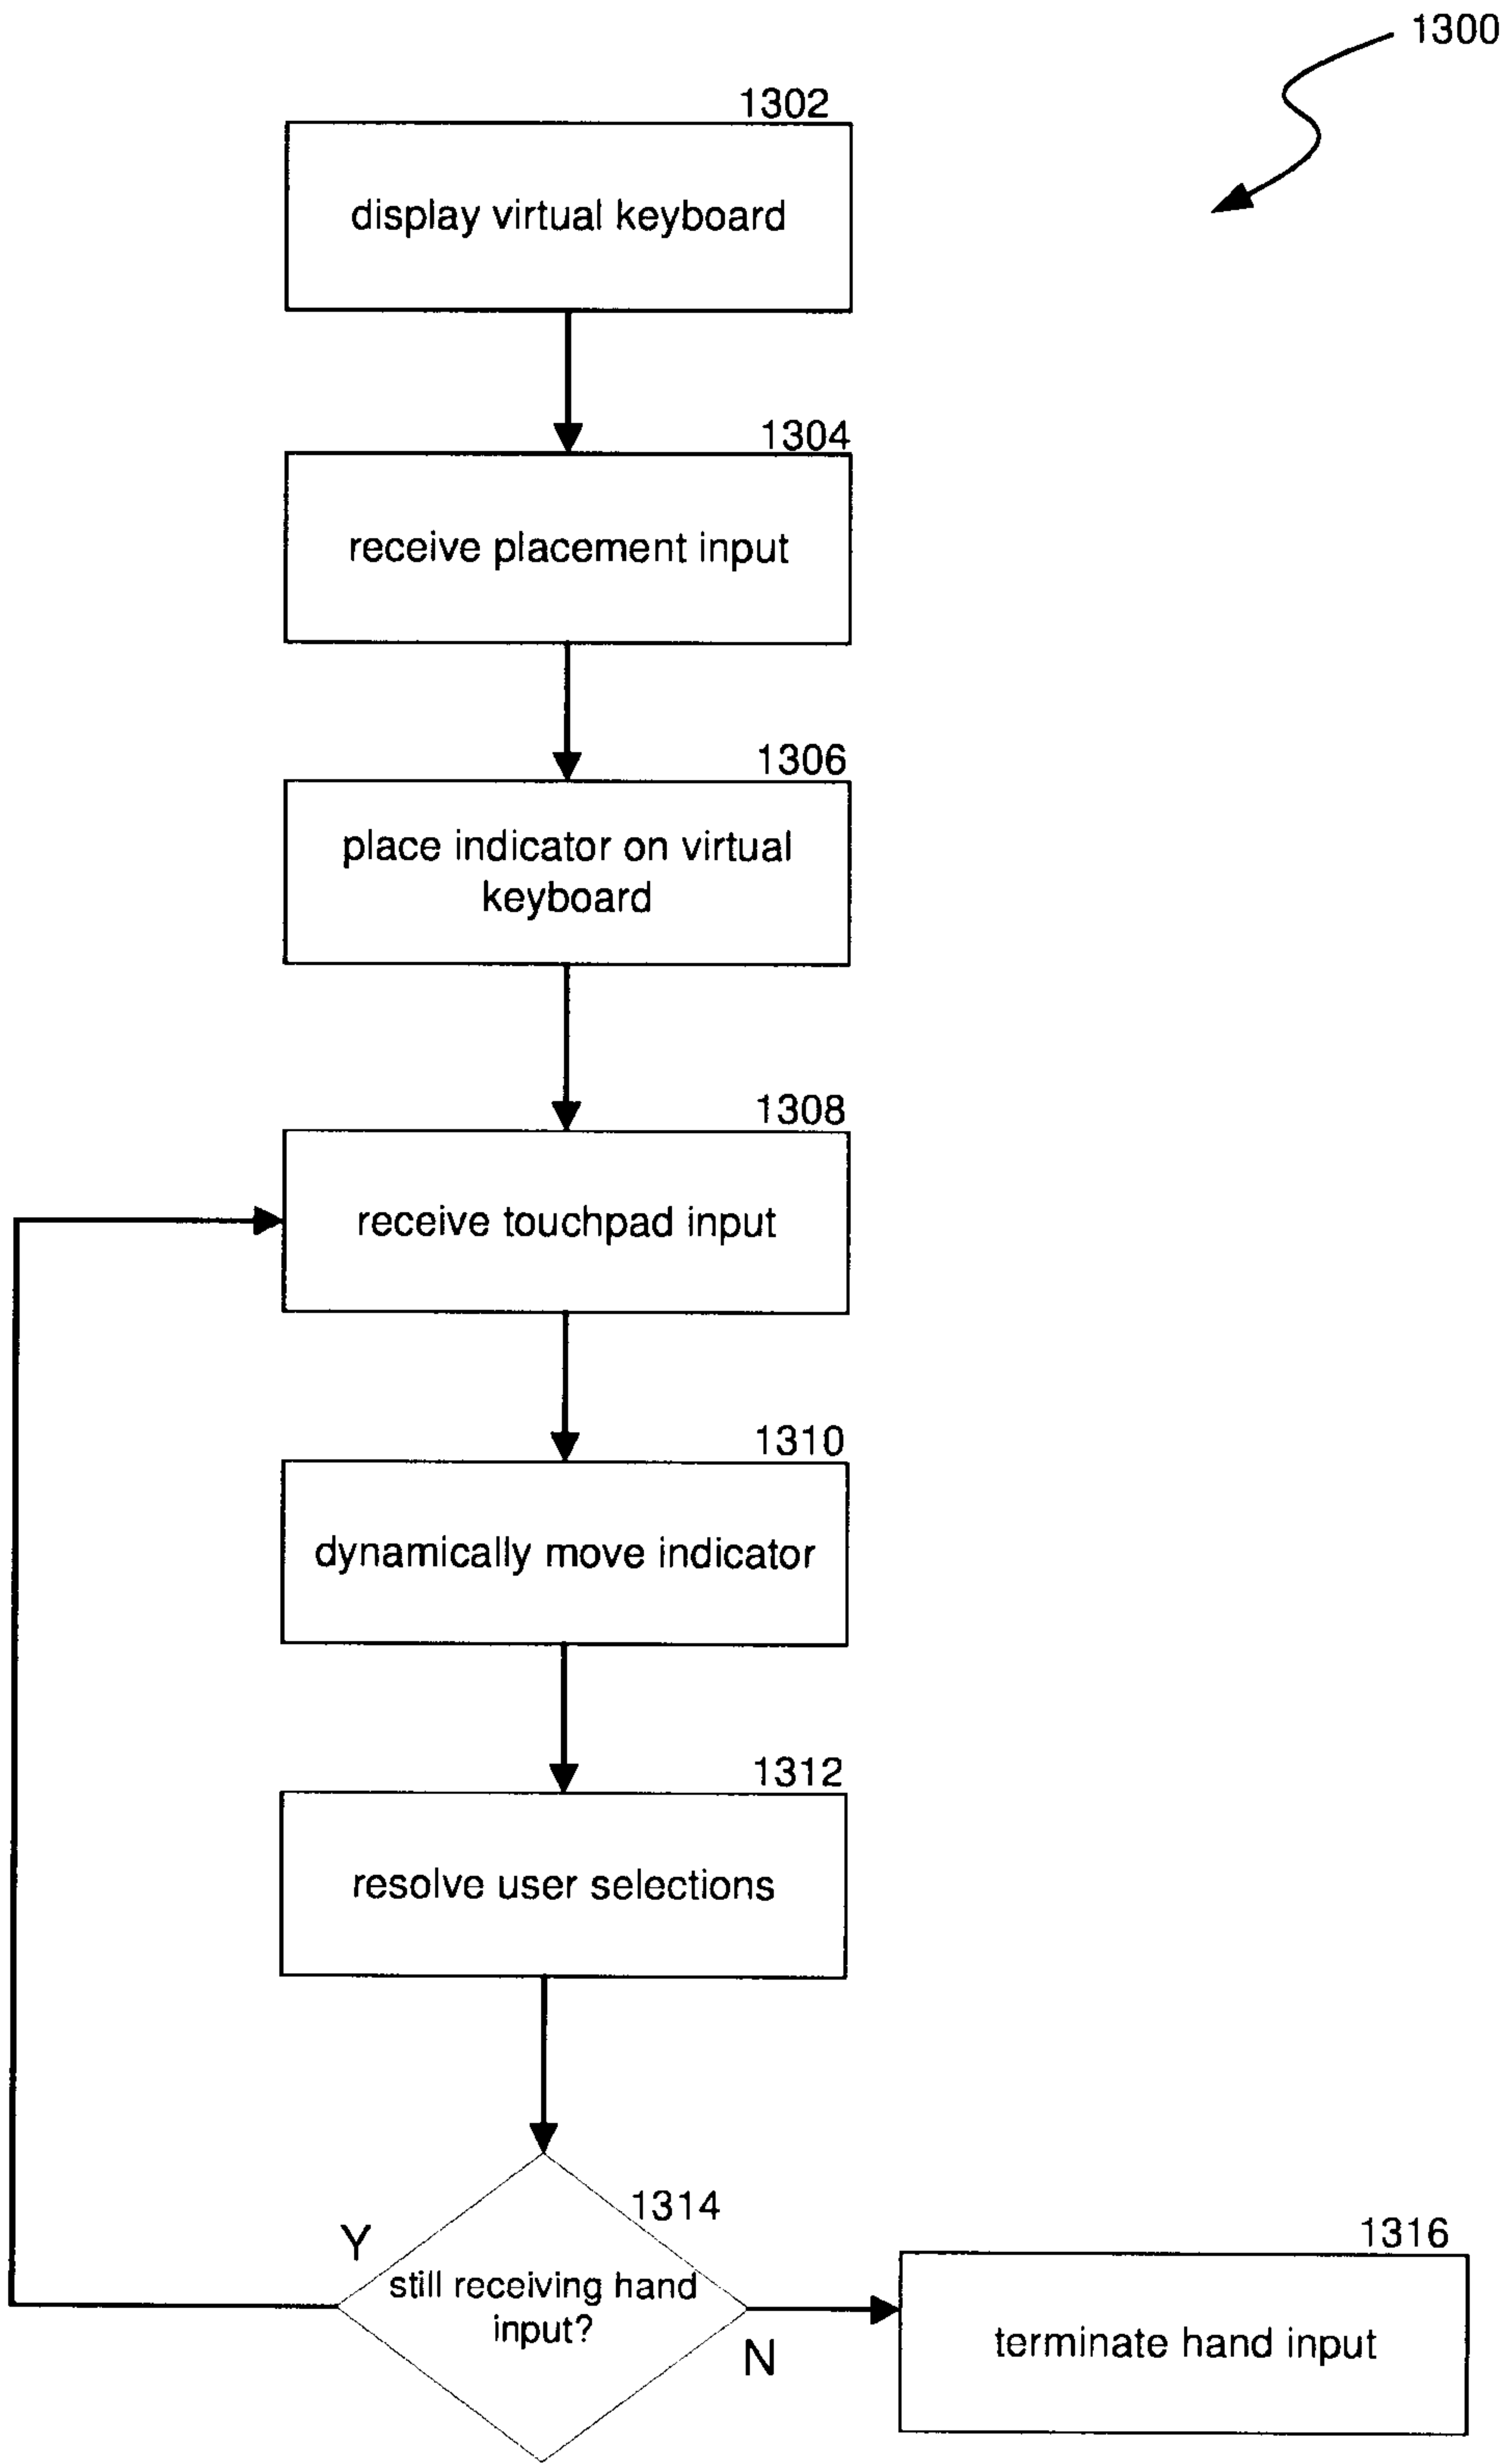 1300
1302
display virtual keyboard
1304
receive placement input
1306
place indicator on virtual
keyboard
1308
receive touchpad input
1310
dynamically move indicator
1312
resolve user selections
1314
Y
still receiving hand
input?
N
1316
terminate hand input